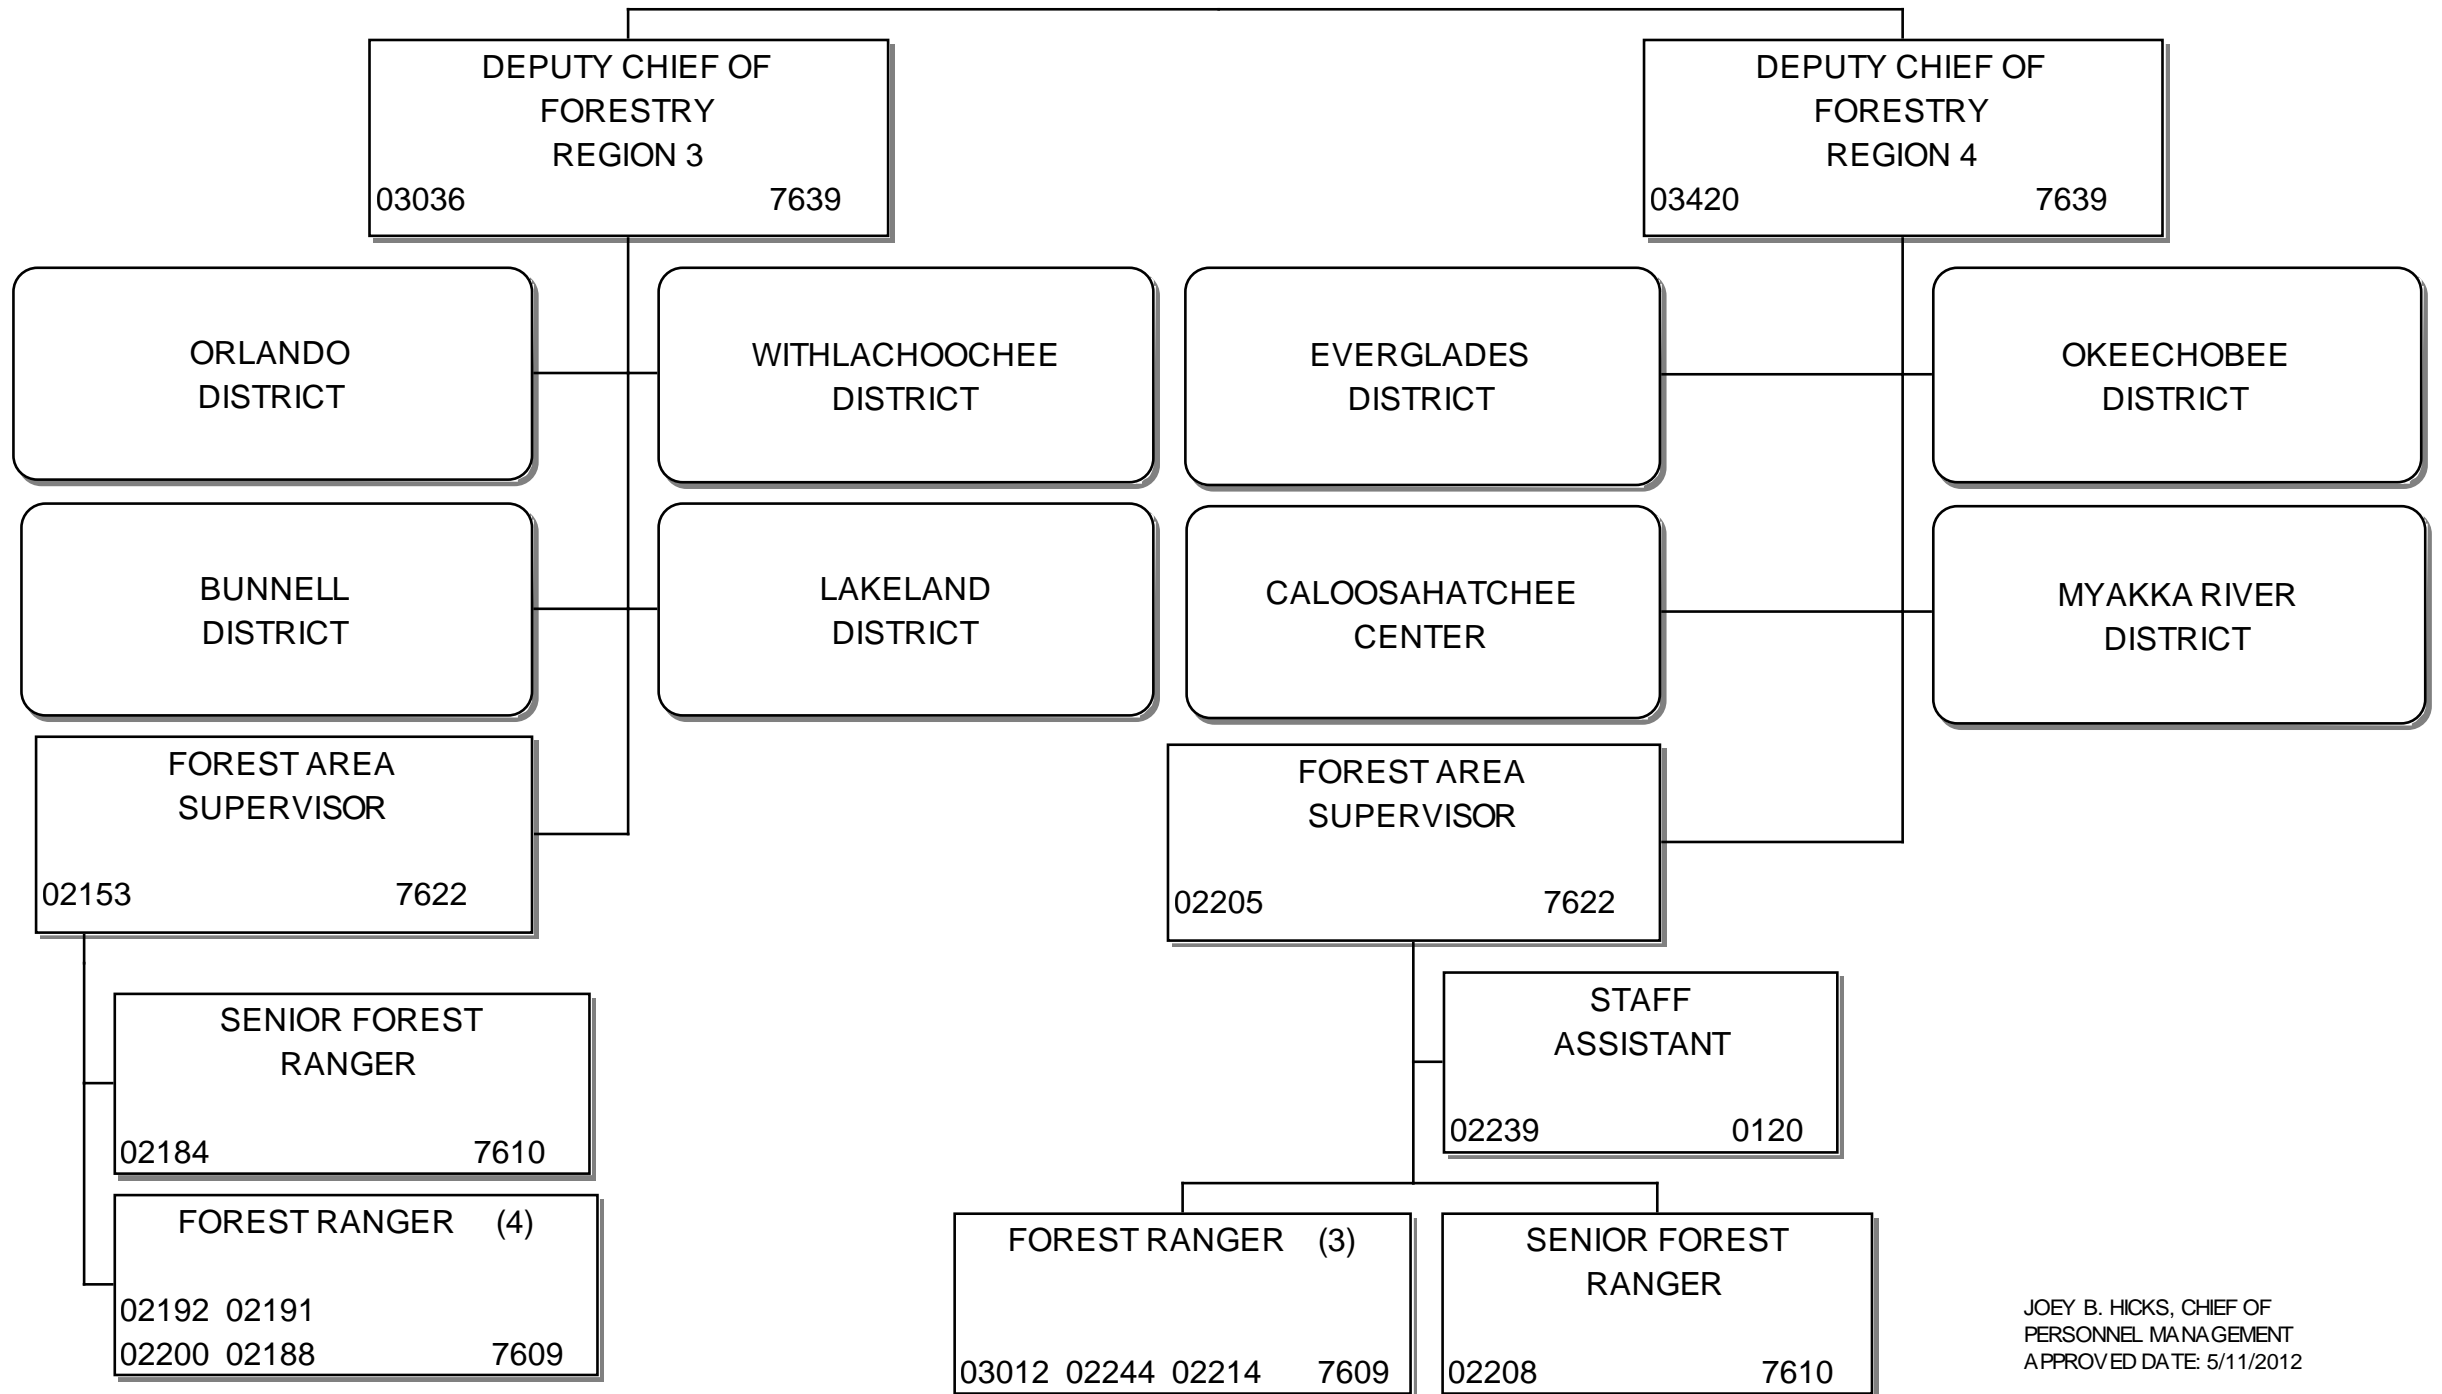 DEPUTY CHIEF OF
FORESTRY
REGION 3
03036 7639
DEPUTY CHIEF OF
FORESTRY
REGION 4
03420 7639
ORLANDO
DISTRICT
WITHLACHOOCHEE
DISTRICT
EVERGLADES
DISTRICT
OKEECHOBEE
DISTRICT
BUNNELL
DISTRICT
LAKELAND
DISTRICT
CALOOSAHATCHEE
CENTER
MYAKKA RIVER
DISTRICT
FOREST AREA
SUPERVISOR
02153 7622
FOREST AREA
SUPERVISOR
02205 7622
SENIOR FOREST
RANGER
02184 7610
STAFF
ASSISTANT
02239 0120
FOREST RANGER (4)
02192 02191
02200 02188 7609
FOREST RANGER (3)
03012 02244 02214 7609
SENIOR FOREST
RANGER
02208 7610
JOEY B. HICKS, CHIEF OF
PERSONNEL MANAGEMENT
APPROVED DATE: 5/11/2012